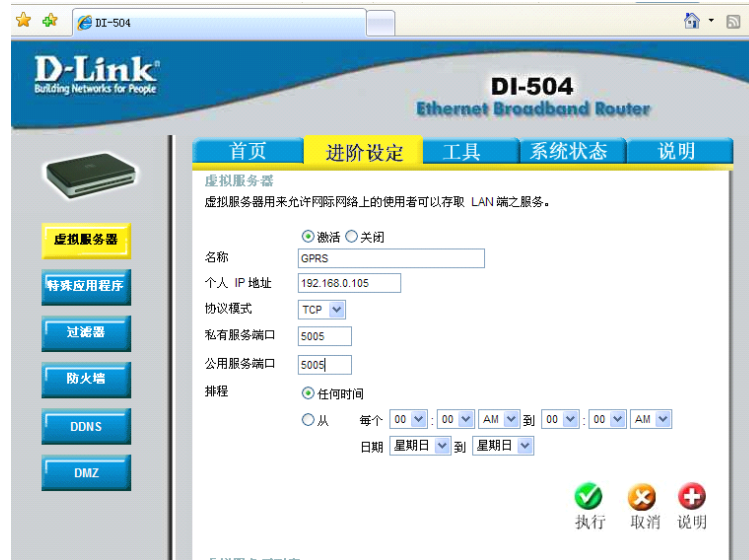 DI-504
D-Link
Building Networks for People
DI-504
Ethernet Broadband Router
首页 进阶设定 工具 系统状态 说明
虚拟服务器
虚拟服务器用来允许网际网络上的使用者可以存取 LAN 端之服务。
虚拟服务器
激活 关闭
名称 GPRS
特殊应用程序
个人 IP 地址 192.168.0.105
协议模式 TCP
过滤器
私有服务端口 5005
公用服务端口 5005
防火墙
排程 任何时间
DDNS
从 每个 00 : 00 AM 到 00 : 00 AM
日期 星期日 到 星期日
DMZ
执行 取消 说明